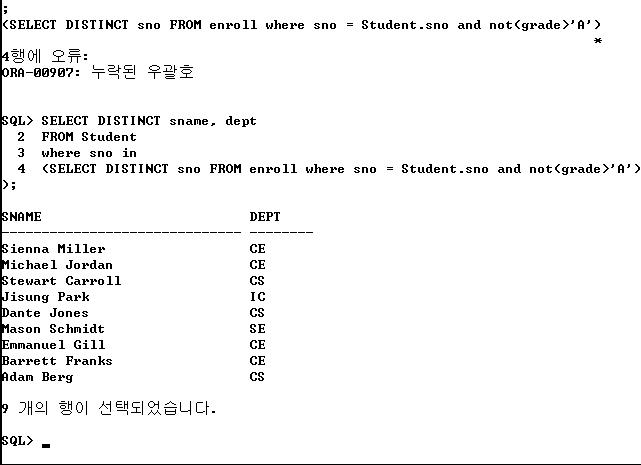 ;
(SELECT DISTINCT sno FROM enroll where sno = Student.sno and not(grade>'A')
*
4행에 오류:
ORA-00907: 누락된 우괄호
SQL> SELECT DISTINCT sname, dept
2 FROM Student
3 where sno in
4 (SELECT DISTINCT sno FROM enroll where sno = Student.sno and not(grade>'A')
);
SNAME DEPT
------------------------------ --------
Sienna Miller CE
Michael Jordan CE
Stewart Carroll CS
Jisung Park IC
Dante Jones CS
Mason Schmidt SE
Emmanuel Gill CE
Barrett Franks CE
Adam Berg CS
9 개의 행이 선택되었습니다.
SQL>